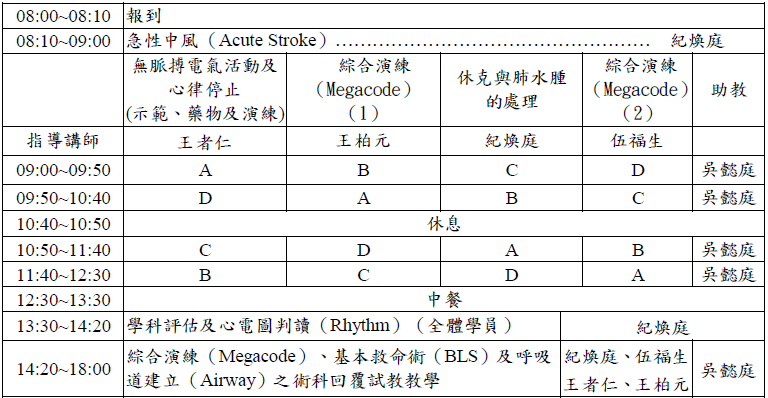 08:00~08:10 報到
08:10~09:00 急性中風（Acute Stroke）………………………………………… 紀煥庭
無脈搏電氣活動及
心律停止
(示範、藥物及演練)
綜合演練
（Megacode）
（1）
休克與肺水腫
的處理
綜合演練
（Megacode）
（2）
助教
指導講師 王者仁 王柏元 紀煥庭 伍福生
09:00~09:50 A B C D 吳懿庭
09:50~10:40 D A B C 吳懿庭
10:40~10:50 休息
10:50~11:40 C D A B 吳懿庭
11:40~12:30 B C D A 吳懿庭
12:30~13:30 中餐
13:30~14:20 學科評估及心電圖判讀（Rhythm）（全體學員） 紀煥庭
14:20~18:00
綜合演練（Megacode）、基本救命術（BLS）及呼吸
道建立（Airway）之術科回覆試教教學
紀煥庭、伍福生
王者仁、王柏元
吳懿庭